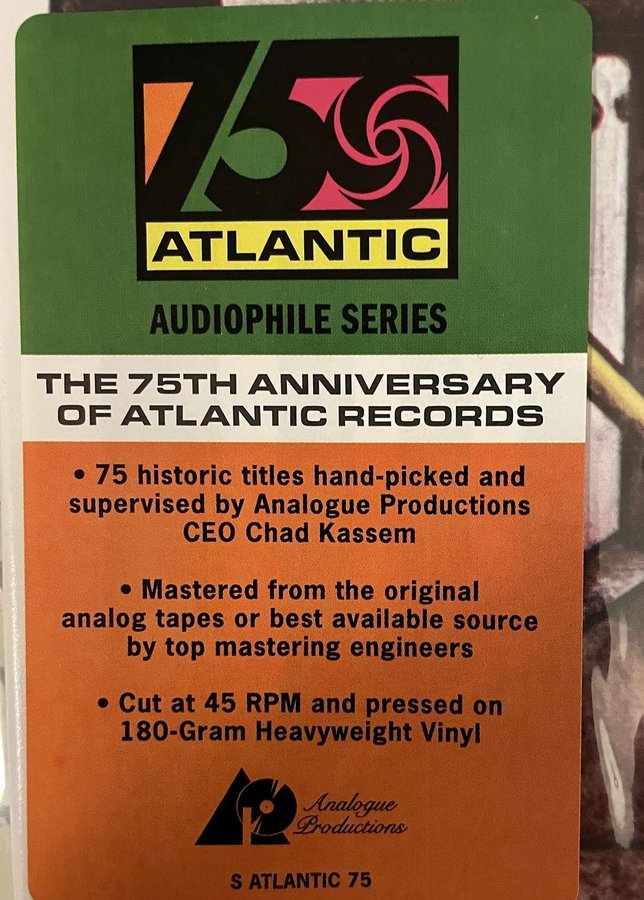 75
ATLANTIC
AUDIOPHILE SERIES
THE 75TH ANNIVERSARY
OF ATLANTIC RECORDS
• 75 historic titles hand-picked and
supervised by Analogue Productions
CEO Chad Kassem
• Mastered from the original
analog tapes or best available source
by top mastering engineers
• Cut at 45 RPM and pressed on
180-Gram Heavyweight Vinyl
Analogue
Productions
S ATLANTIC 75